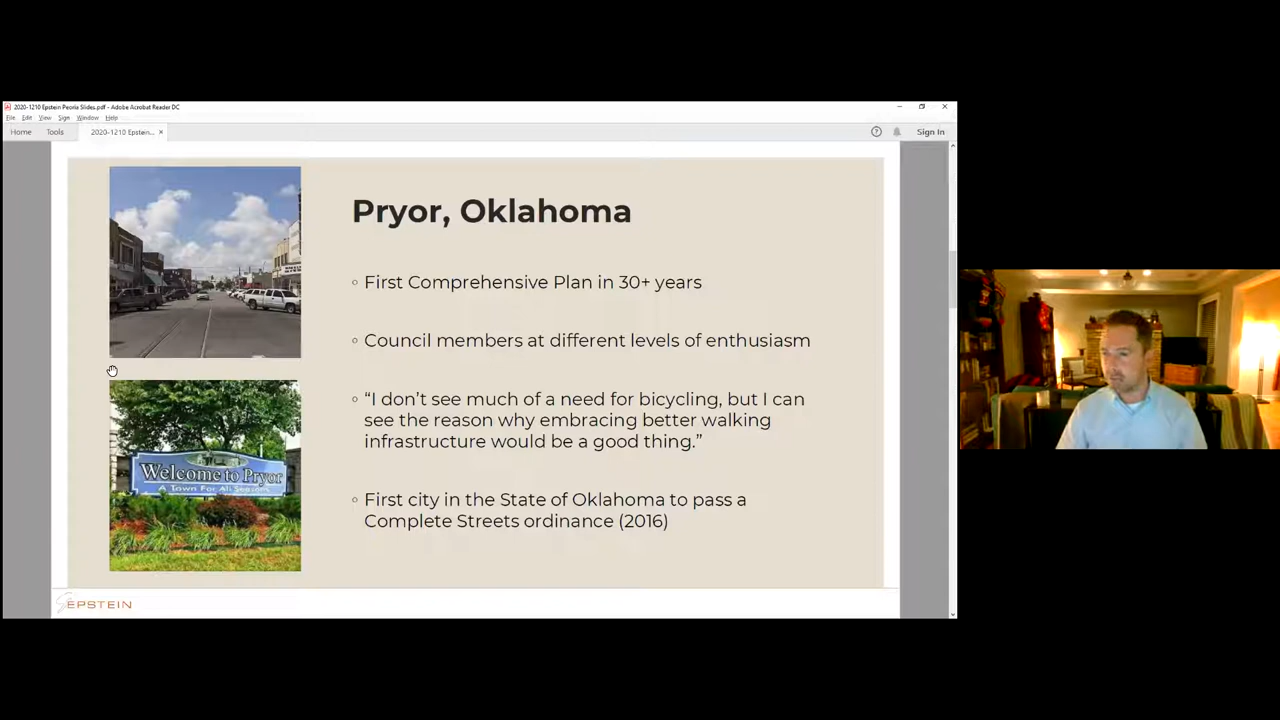 2020-1210 Epstein Peoria Slides.pdf - Adobe Acrobat Reader DC
File Edit View Sign Window Help
Home Tools 2020-1210 Epstein... × Sign In
Pryor, Oklahoma
First Comprehensive Plan in 30+ years
Council members at different levels of enthusiasm
“I don’t see much of a need for bicycling, but I can
see the reason why embracing better walking
infrastructure would be a good thing.”
First city in the State of Oklahoma to pass a
Complete Streets ordinance (2016)
Welcome to Pryor
A Town For All Seasons
EPSTEIN